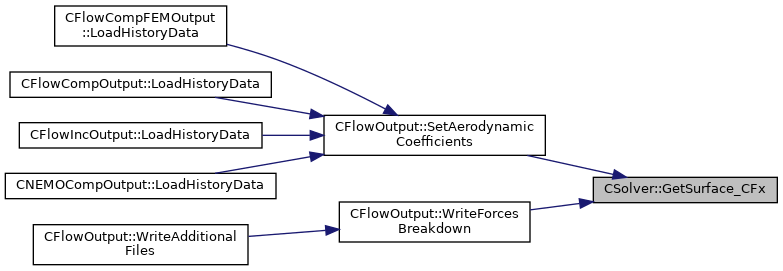 CFlowCompFEMOutput
::LoadHistoryData
CFlowCompOutput::LoadHistoryData
CFlowOutput::SetAerodynamic
Coefficients
CFlowIncOutput::LoadHistoryData
CNEMOCompOutput::LoadHistoryData
CSolver::GetSurface_CFx
CFlowOutput::WriteForces
Breakdown
CFlowOutput::WriteAdditional
Files